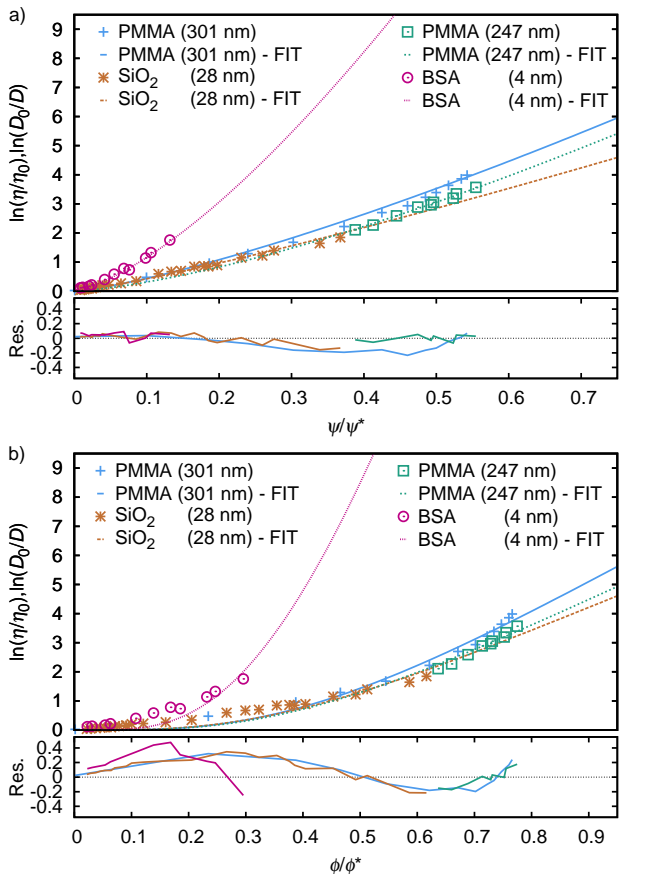 a)
9
8
7
6
5
4
3
2
1
0
ln(η/η₀),ln(D₀/D)
PMMA (301 nm)
PMMA (301 nm) - FIT
SiO₂ (28 nm)
SiO₂ (28 nm) - FIT
PMMA (247 nm)
PMMA (247 nm) - FIT
BSA (4 nm)
BSA (4 nm) - FIT
0.4
0.2
0
-0.2
-0.4
Res.
0 0.1 0.2 0.3 0.4 0.5 0.6 0.7
ψ/ψ*
b)
9
8
7
6
5
4
3
2
1
0
ln(η/η₀),ln(D₀/D)
PMMA (301 nm)
PMMA (301 nm) - FIT
SiO₂ (28 nm)
SiO₂ (28 nm) - FIT
PMMA (247 nm)
PMMA (247 nm) - FIT
BSA (4 nm)
BSA (4 nm) - FIT
0.4
0.2
0
-0.2
-0.4
Res.
0 0.1 0.2 0.3 0.4 0.5 0.6 0.7 0.8 0.9
ϕ/ϕ*